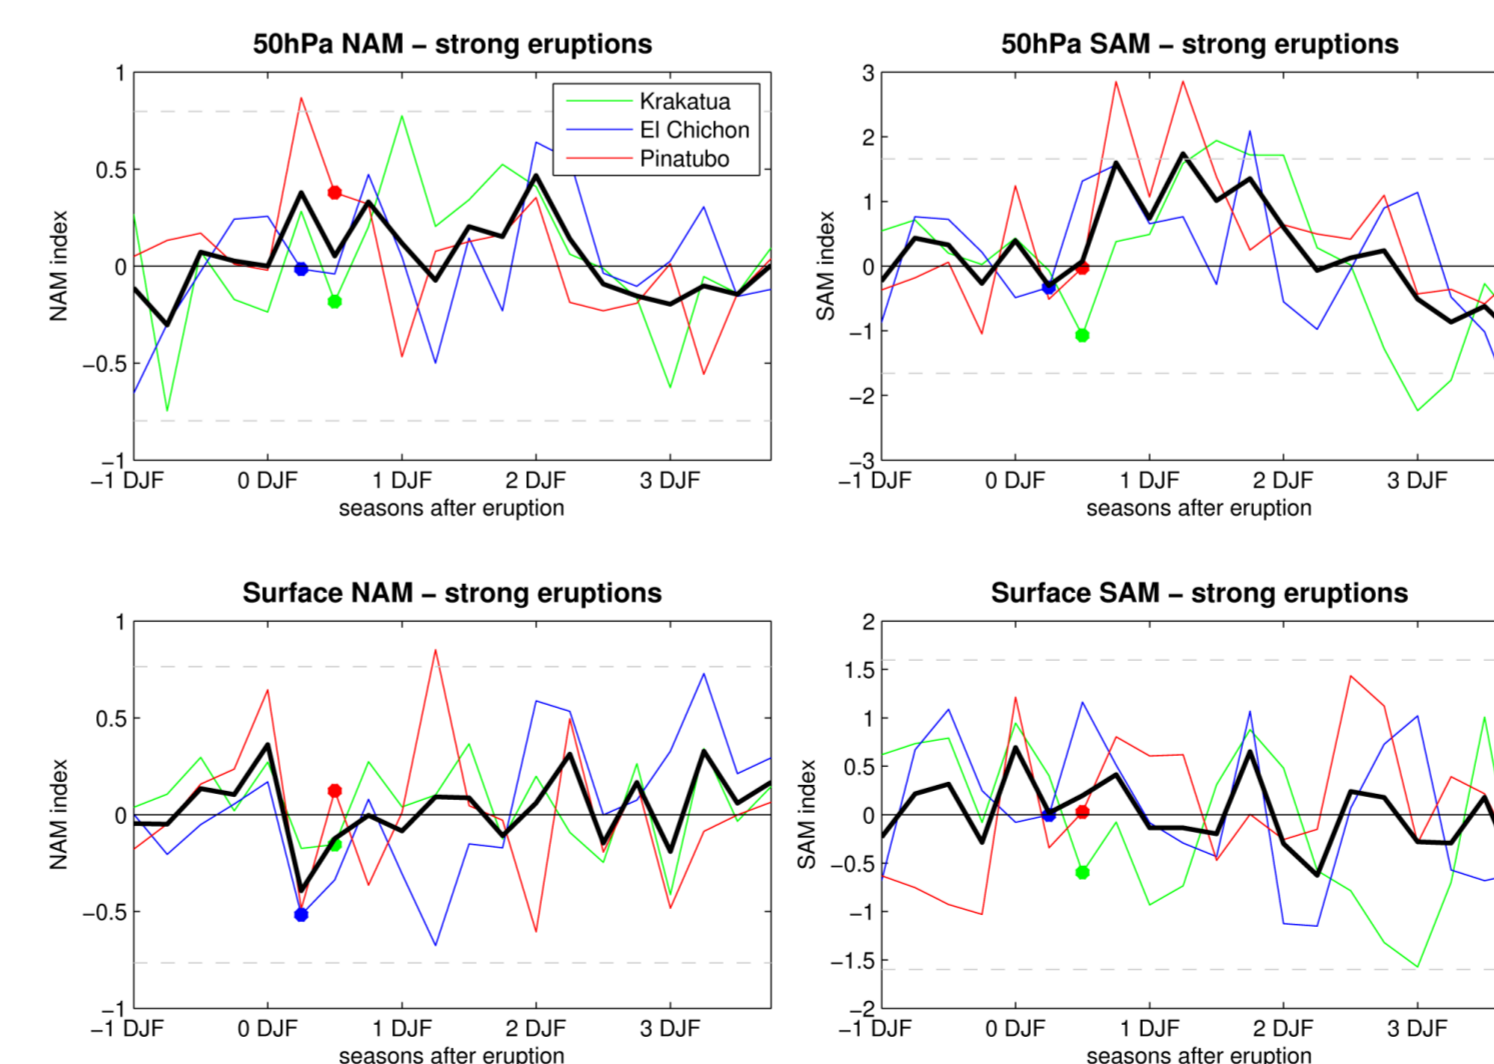 50hPa NAM – strong eruptions
1
0.5
0
−0.5
−1
NAM index
Krakatua
El Chichon
Pinatubo
−1 DJF
0 DJF
1 DJF
2 DJF
3 DJF
seasons after eruption
50hPa SAM – strong eruptions
3
2
1
0
−1
−2
−3
SAM index
−1 DJF
0 DJF
1 DJF
2 DJF
3 DJF
seasons after eruption
Surface NAM – strong eruptions
1
0.5
0
−0.5
−1
NAM index
−1 DJF
0 DJF
1 DJF
2 DJF
3 DJF
seasons after eruption
Surface SAM – strong eruptions
2
1.5
1
0.5
0
−0.5
−1
−1.5
−2
SAM index
−1 DJF
0 DJF
1 DJF
2 DJF
3 DJF
seasons after eruption